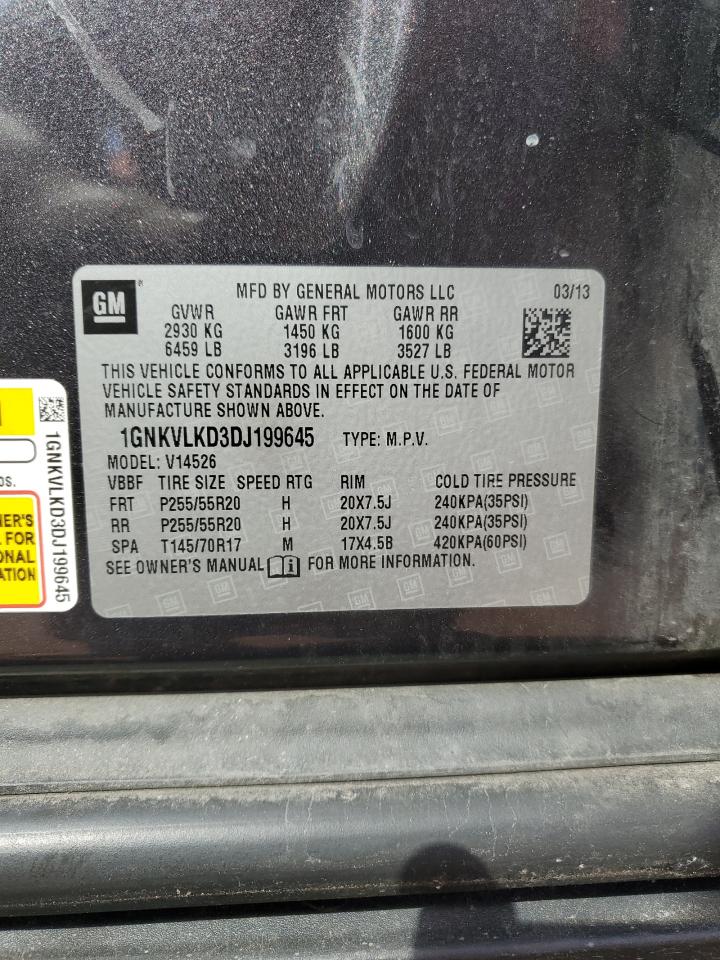 GM
MFD BY GENERAL MOTORS LLC 03/13
GVWR GAWR FRT GAWR RR
2930 KG 1450 KG 1600 KG
6459 LB 3196 LB 3527 LB
THIS VEHICLE CONFORMS TO ALL APPLICABLE U.S. FEDERAL MOTOR
VEHICLE SAFETY STANDARDS IN EFFECT ON THE DATE OF
MANUFACTURE SHOWN ABOVE.
1GNKVLKD3DJ199645 TYPE: M.P.V.
MODEL: V14526
VBBF TIRE SIZE SPEED RTG RIM COLD TIRE PRESSURE
FRT P255/55R20 H 20X7.5J 240KPA(35PSI)
RR P255/55R20 H 20X7.5J 240KPA(35PSI)
SPA T145/70R17 M 17X4.5B 420KPA(60PSI)
SEE OWNER'S MANUAL FOR MORE INFORMATION.
1GNKVLKD3DJ199645